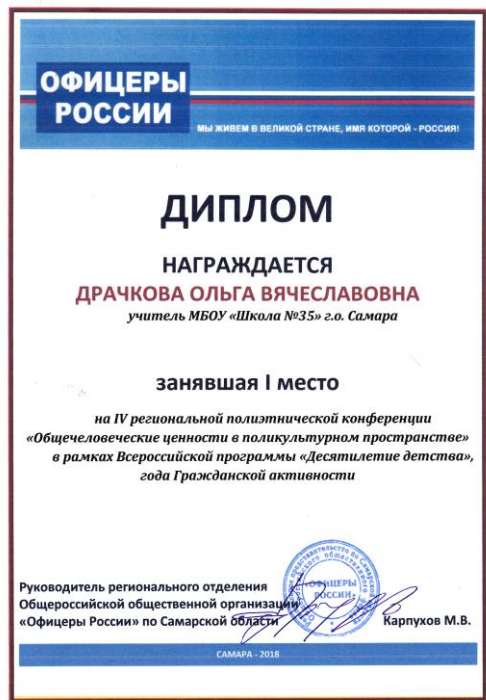 ОФИЦЕРЫ
РОССИИ
МЫ ЖИВЕМ В ВЕЛИКОЙ СТРАНЕ, ИМЯ КОТОРОЙ - РОССИЯ!
ДИПЛОМ
НАГРАЖДАЕТСЯ
ДРАЧКОВА ОЛЬГА ВЯЧЕСЛАВОВНА
учитель МБОУ «Школа №35» г.о. Самара
занявшая I место
на IV региональной полиэтнической конференции
«Общечеловеческие ценности в поликультурном пространстве»
в рамках Всероссийской программы «Десятилетие детства»,
года Гражданской активности
Руководитель регионального отделения
Общероссийской общественной организации
«Офицеры России» по Самарской области
Карпухов М.В.
ОФИЦЕРЫ
РОССИИ
САМАРА - 2018